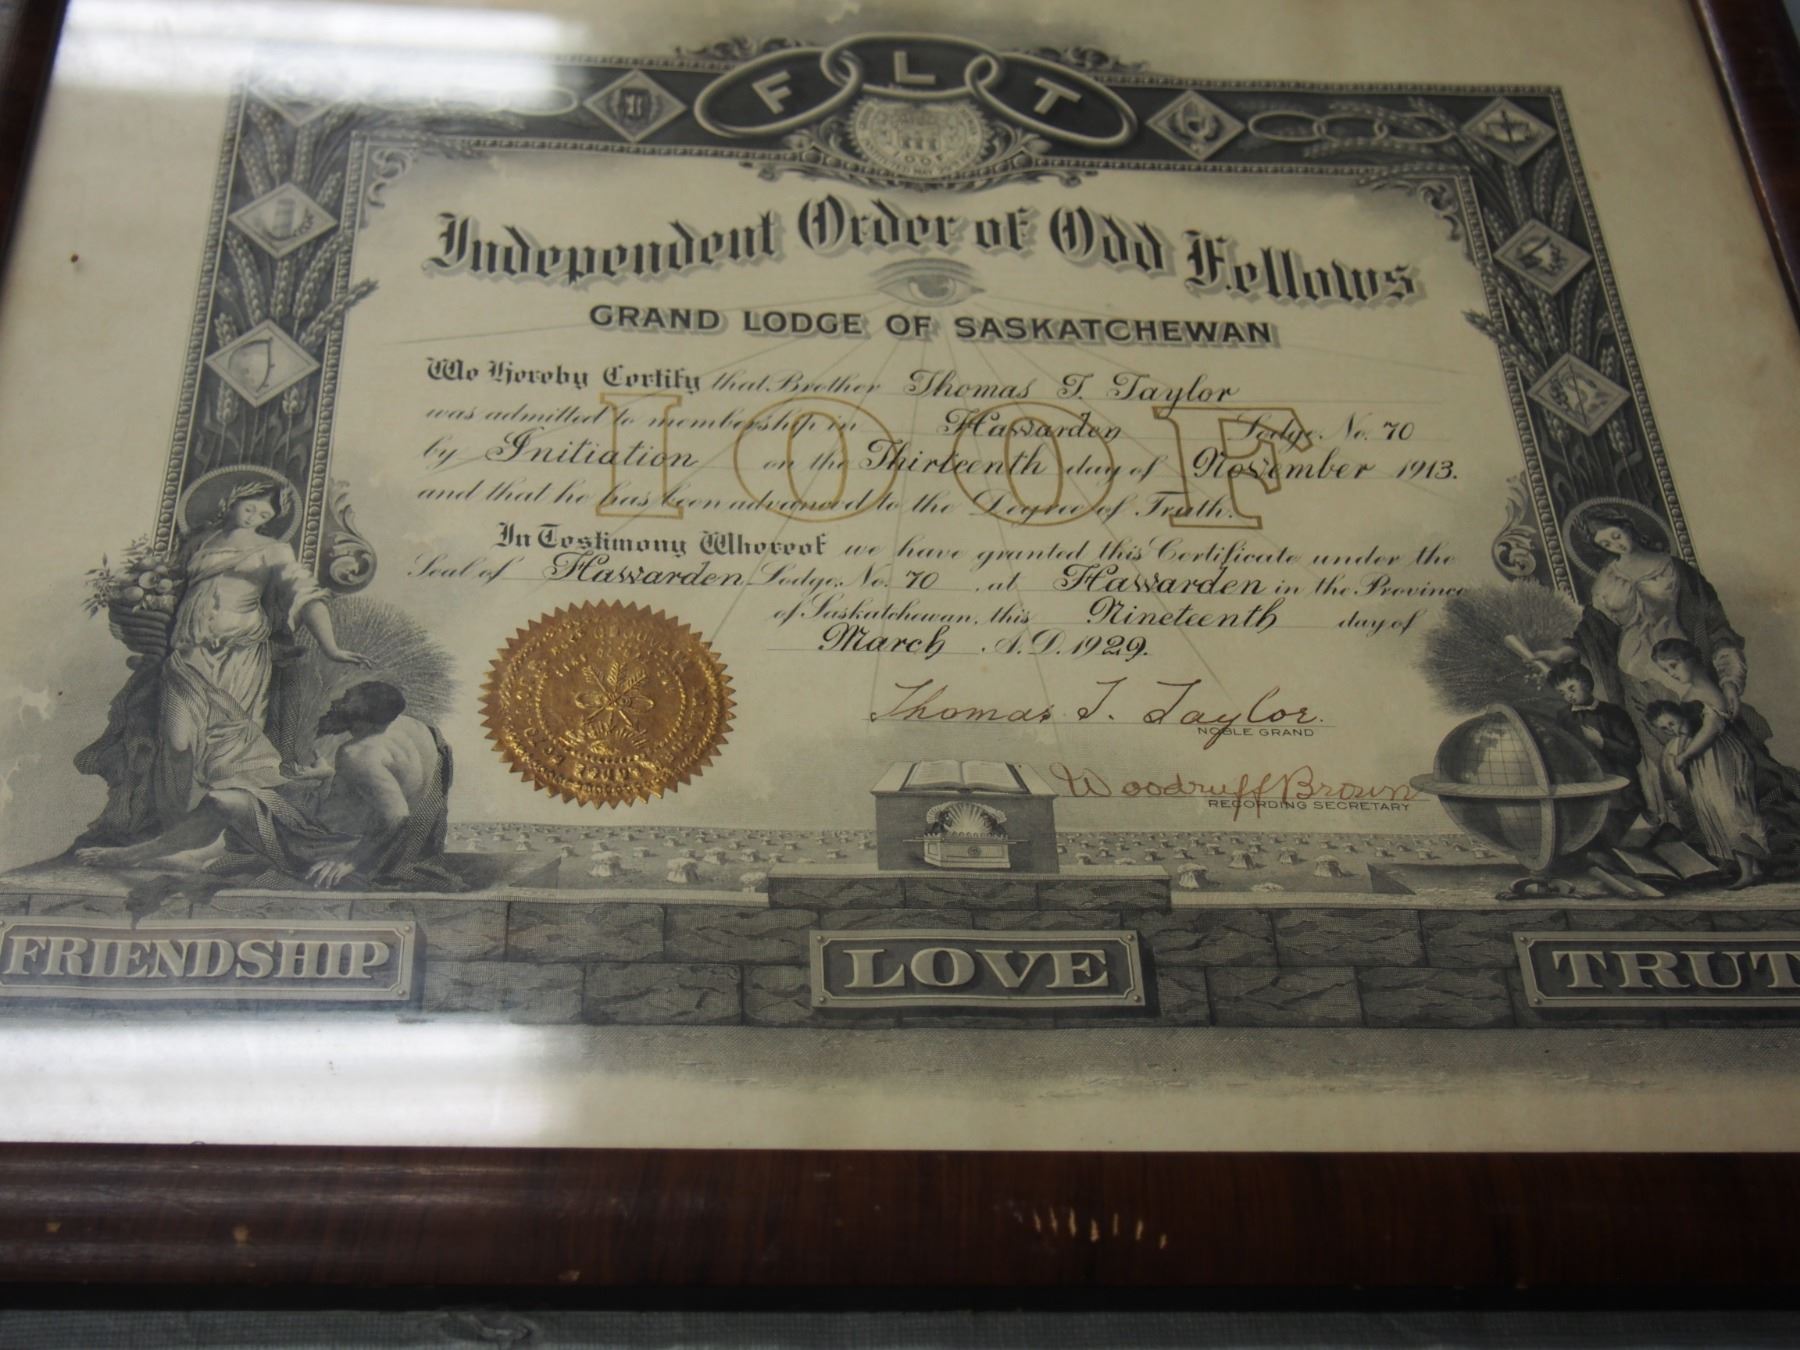 F L T
I.O.O.F.
Independent Order of Odd Fellows
GRAND LODGE OF SASKATCHEWAN
I O O F
We Hereby Certify that Brother Thomas T. Taylor
was admitted to membership in Hawarden Lodge No. 70
by Initiation on the Thirteenth day of November 1913.
and that he has been advanced to the Degree of Truth.
In Testimony Whereof we have granted this Certificate under the
Seal of Hawarden Lodge No. 70 at Hawarden in the Province
of Saskatchewan, this Nineteenth day of
March A.D. 1929.
Thomas T. Taylor.
NOBLE GRAND
Woodruff Brown
RECORDING SECRETARY
FRIENDSHIP LOVE TRUT